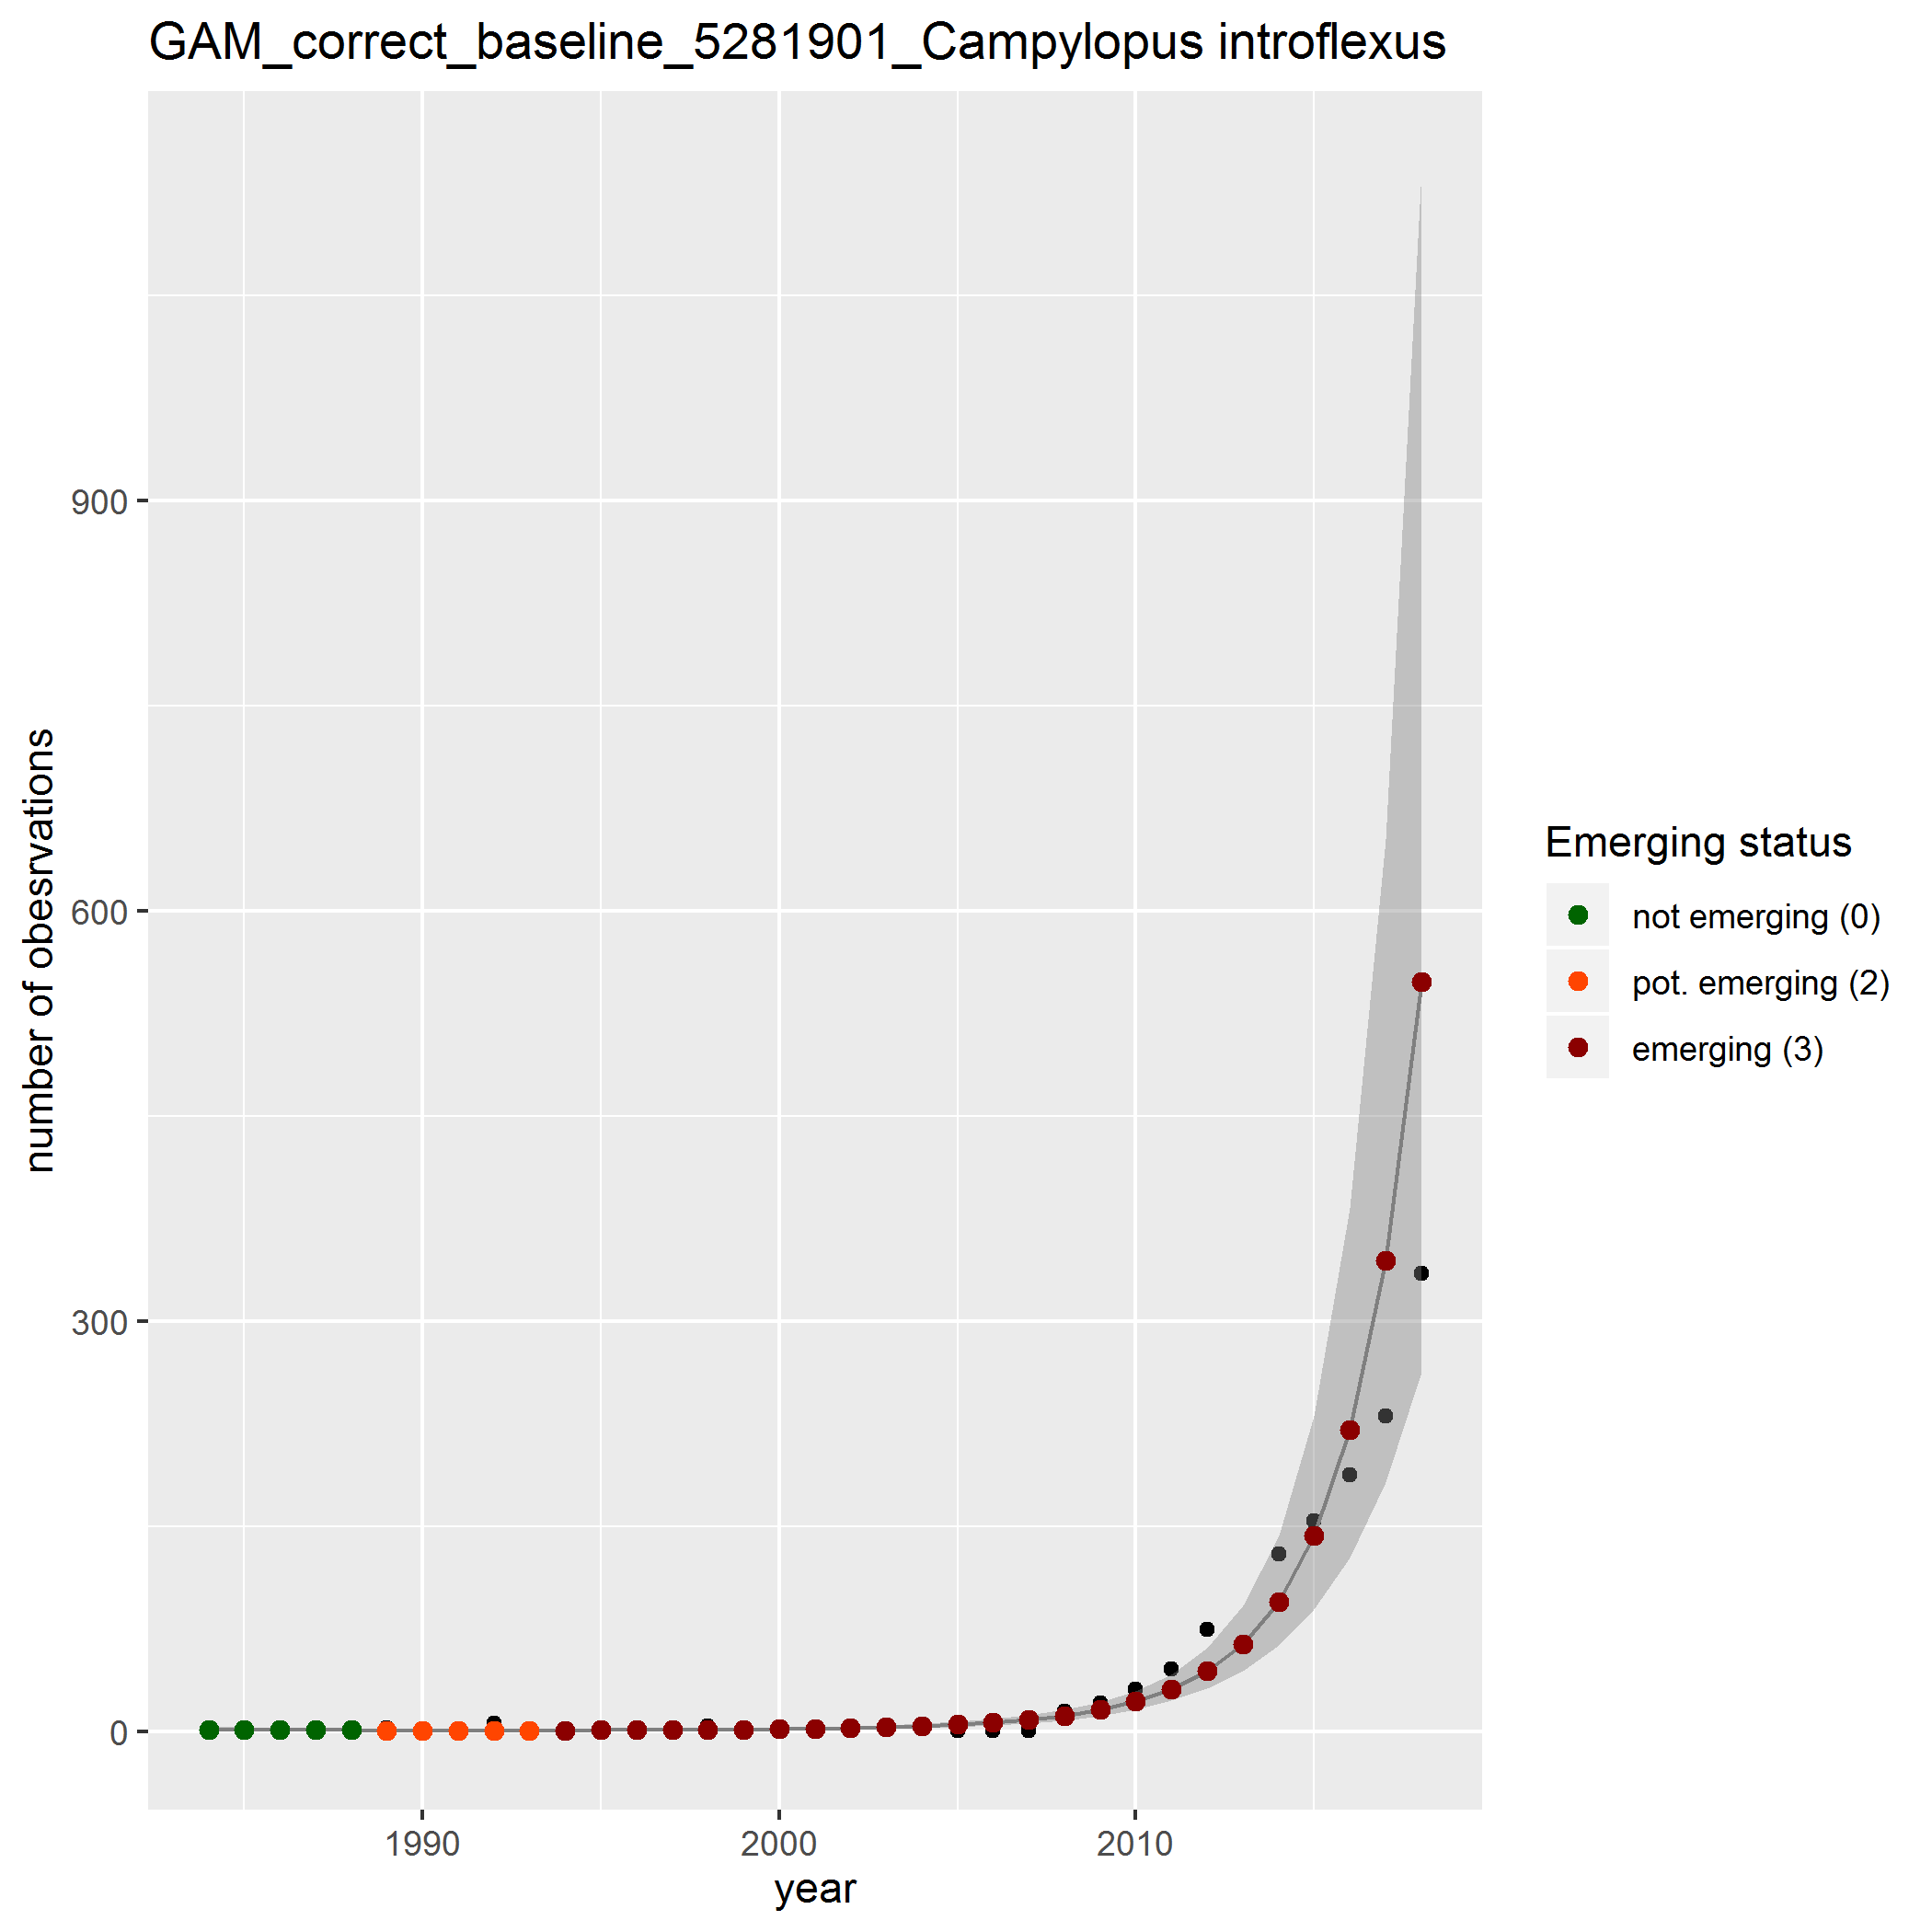 GAM_correct_baseline_5281901_Campylopus introflexus
number of obesrvations
900
600
300
0
1990
2000
2010
year
Emerging status
not emerging (0)
pot. emerging (2)
emerging (3)